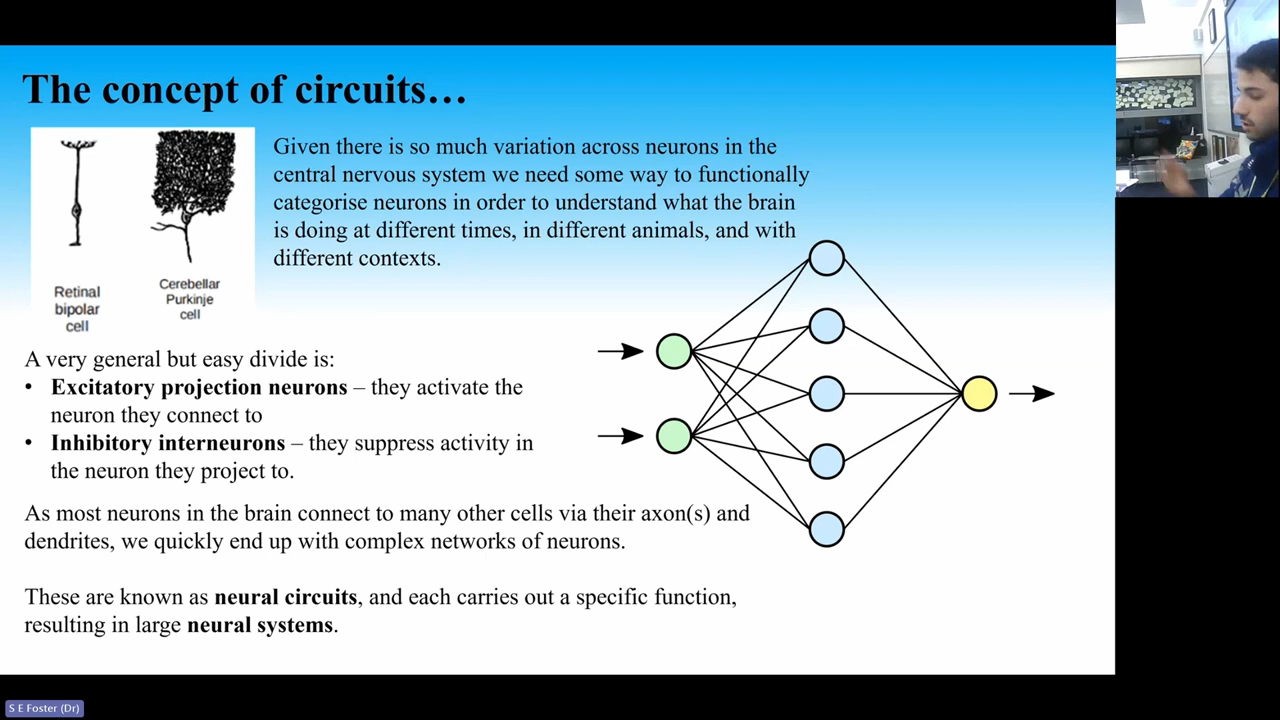 The concept of circuits…
Given there is so much variation across neurons in the
central nervous system we need some way to functionally
categorise neurons in order to understand what the brain
is doing at different times, in different animals, and with
different contexts.
Retinal
bipolar
cell
Cerebellar
Purkinje
cell
A very general but easy divide is:
• Excitatory projection neurons – they activate the
neuron they connect to
• Inhibitory interneurons – they suppress activity in
the neuron they project to.
As most neurons in the brain connect to many other cells via their axon(s) and
dendrites, we quickly end up with complex networks of neurons.
These are known as neural circuits, and each carries out a specific function,
resulting in large neural systems.
S E Foster (Dr)